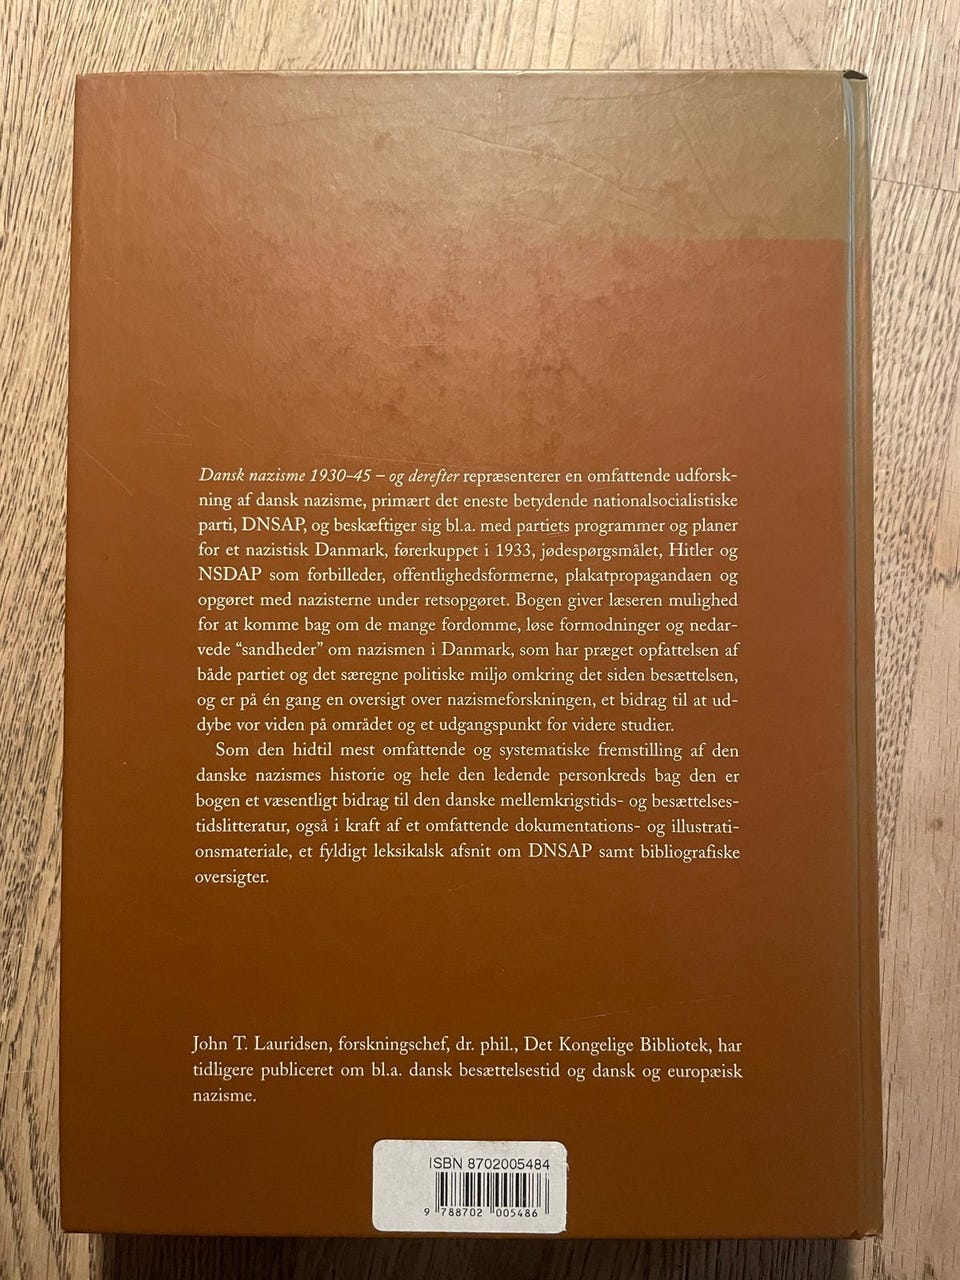 Dansk nazisme 1930–45 – og derefter repræsenterer en omfattende udforsk-
ning af dansk nazisme, primært det eneste betydende nationalsocialistiske
parti, DNSAP, og beskæftiger sig bl.a. med partiets programmer og planer
for et nazistisk Danmark, førerkuppet i 1933, jødespørgsmålet, Hitler og
NSDAP som forbilleder, offentlighedsformerne, plakatpropagandaen og
opgøret med nazisterne under retsopgøret. Bogen giver læseren mulighed
for at komme bag om de mange fordomme, løse formodninger og nedar-
vede “sandheder” om nazismen i Danmark, som har præget opfattelsen af
både partiet og det særegne politiske miljø omkring det siden besættelsen,
og er på én gang en oversigt over nazismeforskningen, et bidrag til at ud-
dybe vor viden på området og et udgangspunkt for videre studier.
Som den hidtil mest omfattende og systematiske fremstilling af den
danske nazismes historie og hele den ledende personkreds bag den er
bogen et væsentligt bidrag til den danske mellemkrigstids- og besættelses-
tidslitteratur, også i kraft af et omfattende dokumentations- og illustrati-
onsmateriale, et fyldigt leksikalsk afsnit om DNSAP samt bibliografiske
oversigter.
John T. Lauridsen, forskningschef, dr. phil., Det Kongelige Bibliotek, har
tidligere publiceret om bl.a. dansk besættelsestid og dansk og europæisk
nazisme.
ISBN 8702005484
9 788702 005486